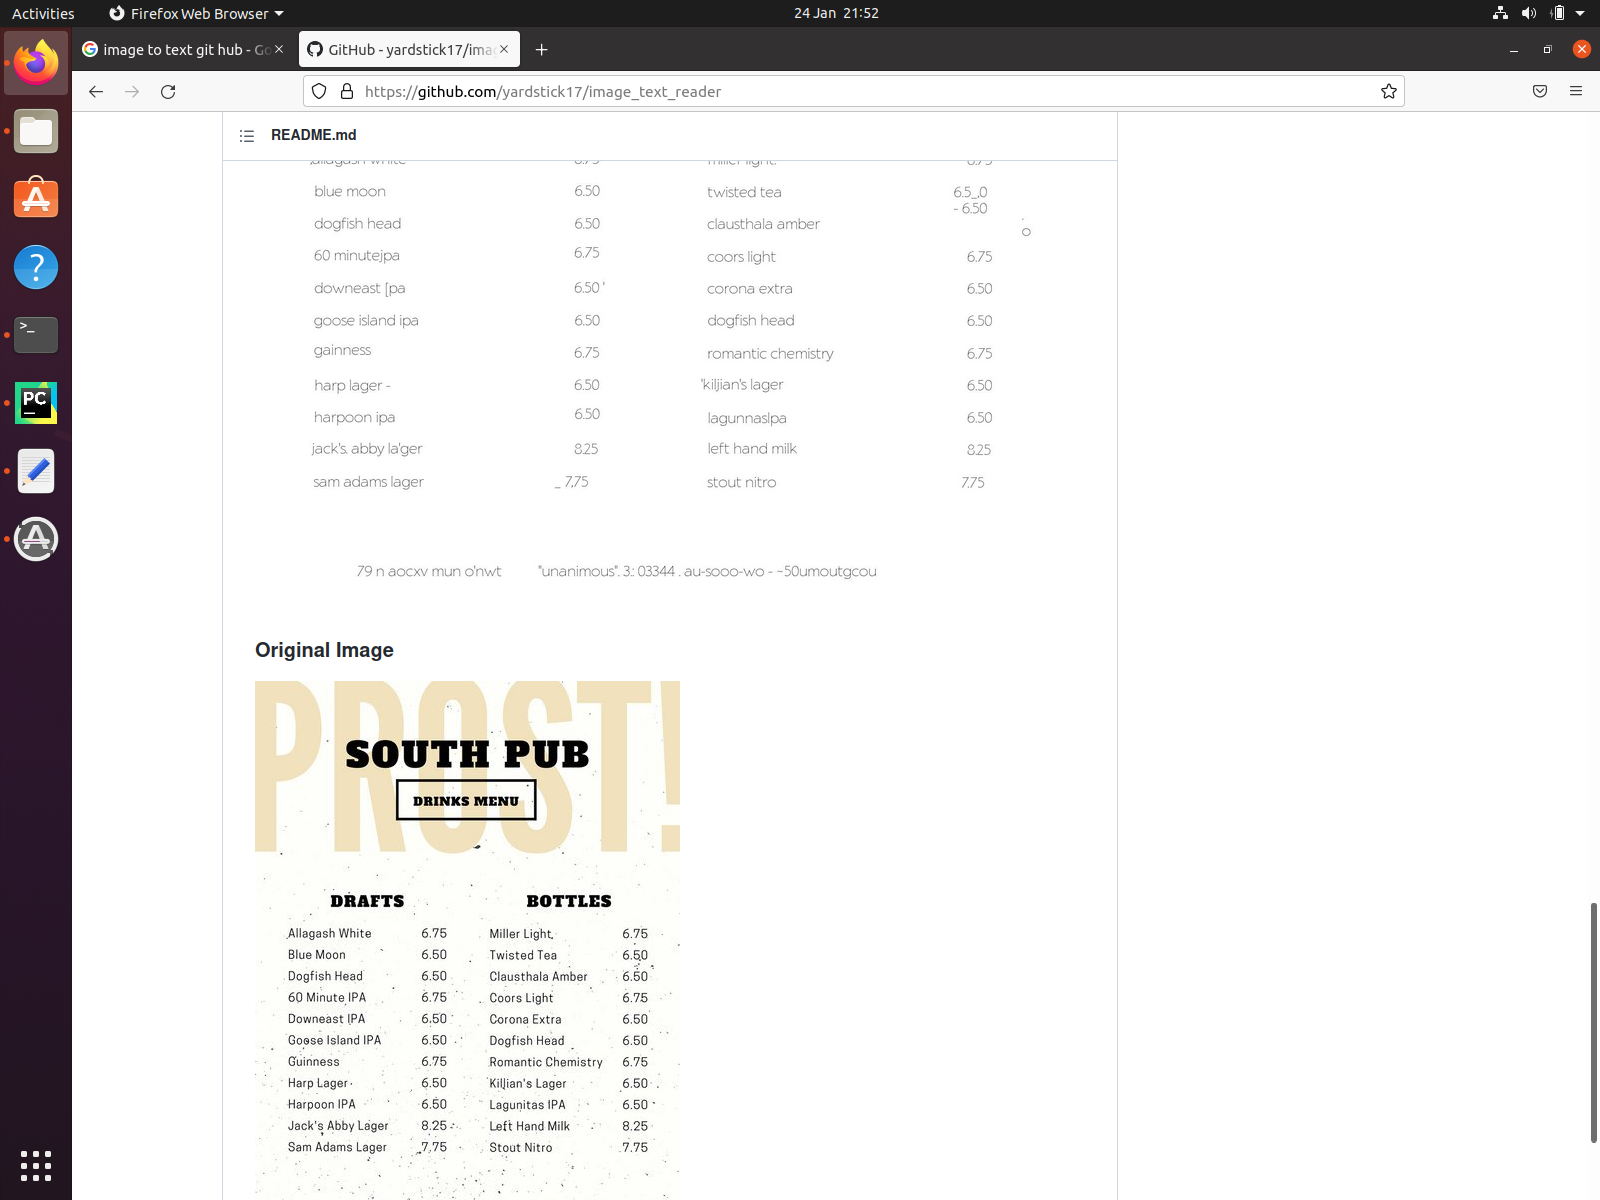 Activities Firefox Web Browser 24 Jan 21:52
image to text git hub - Go GitHub - yardstick17/ima
https://github.com/yardstick17/image_text_reader
README.md
allagash white 6.75 miller light. 6.75
blue moon 6.50 twisted tea 6.5_.0
- 6.50
dogfish head 6.50 clausthala amber
o
60 minutejpa 6.75 coors light 6.75
downeast [pa 6.50 ' corona extra 6.50
goose island ipa 6.50 dogfish head 6.50
gainness 6.75 romantic chemistry 6.75
harp lager - 6.50 'kiljian's lager 6.50
harpoon ipa 6.50 lagunnaslpa 6.50
jack's. abby la'ger 8.25 left hand milk 8.25
sam adams lager _ 7.75 stout nitro 7.75
79 n aocxv mun o'nwt "unanimous". 3.: 03344 . au-sooo-wo - ~50umoutgcou
Original Image
PROST!
SOUTH PUB
DRINKS MENU
DRAFTS BOTTLES
Allagash White 6.75 Miller Light 6.75
Blue Moon 6.50 Twisted Tea 6.50
Dogfish Head 6.50 Clausthala Amber 6.50
60 Minute IPA 6.75 Coors Light 6.75
Downeast IPA 6.50 Corona Extra 6.50
Goose Island IPA 6.50 Dogfish Head 6.50
Guinness 6.75 Romantic Chemistry 6.75
Harp Lager 6.50 Killian's Lager 6.50
Harpoon IPA 6.50 Lagunitas IPA 6.50
Jack's Abby Lager 8.25 Left Hand Milk 8.25
Sam Adams Lager 7.75 Stout Nitro 7.75